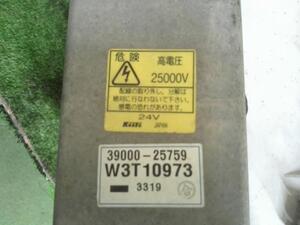 危険
高電圧
25000V
配線の取り外し、分解は
絶対に行なわないで下さい。
感電の恐れがあります。
24V
JAPAN
39000-25759
W3T10973
3319